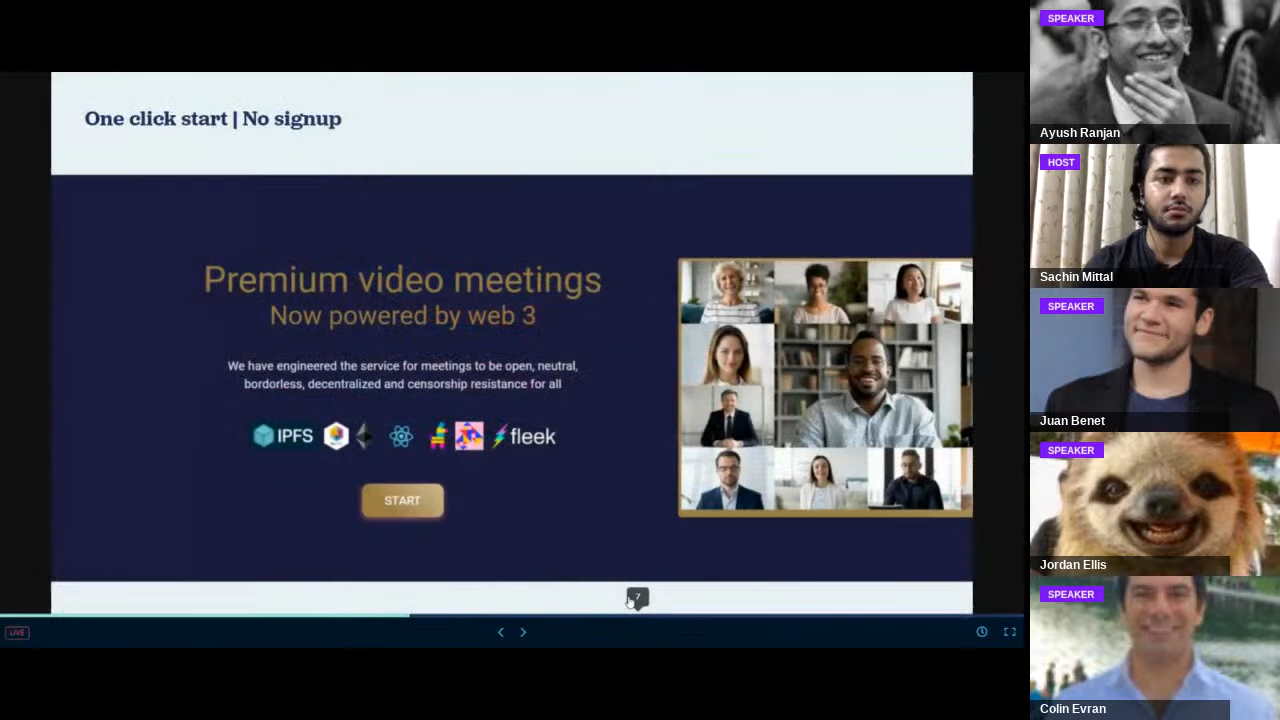 One click start | No signup
Premium video meetings
Now powered by web 3
We have engineered the service for meetings to be open, neutral,
bordorless, decentralized and censorship resistance for all
IPFS
fleek
START
7
LIVE
SPEAKER
Ayush Ranjan
HOST
Sachin Mittal
SPEAKER
Juan Benet
SPEAKER
Jordan Ellis
SPEAKER
Colin Evran